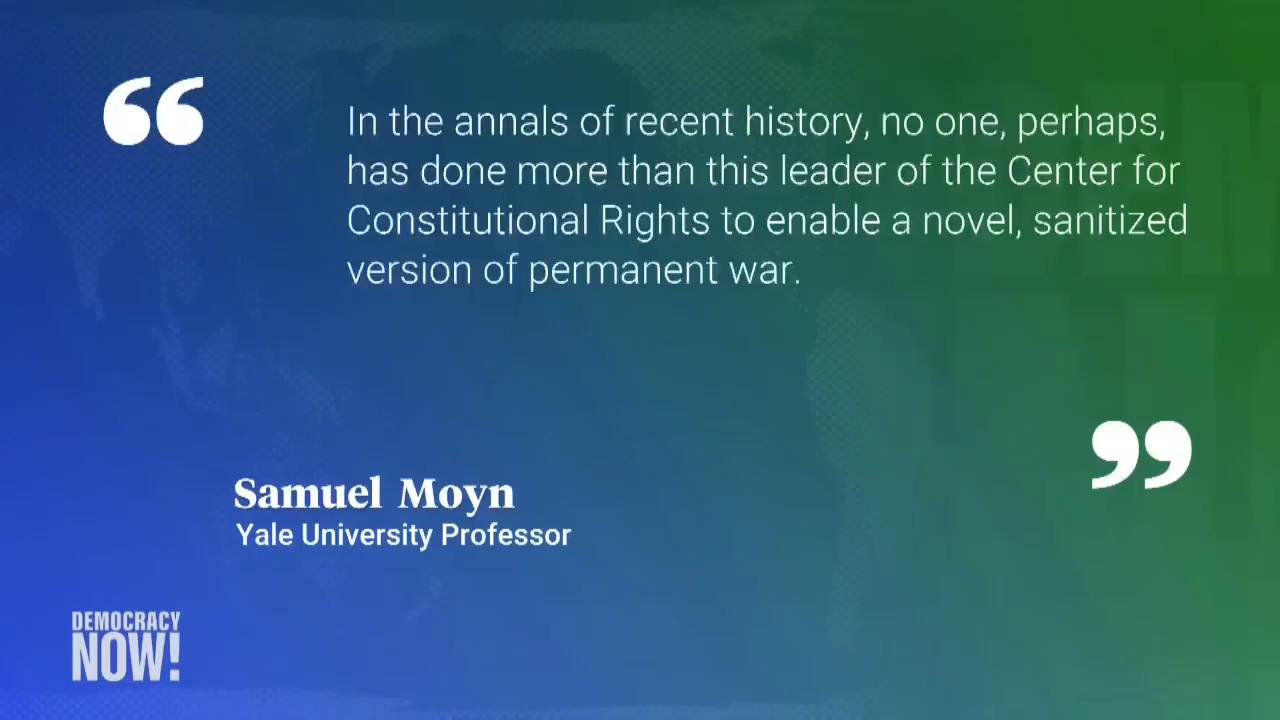 “
In the annals of recent history, no one, perhaps,
has done more than this leader of the Center for
Constitutional Rights to enable a novel, sanitized
version of permanent war.
”
Samuel Moyn
Yale University Professor
DEMOCRACY
NOW!